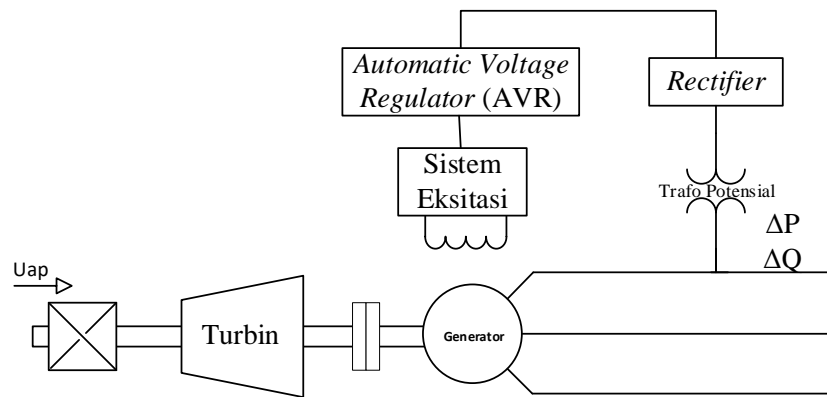 Automatic Voltage
Regulator (AVR)
Rectifier
Sistem
Eksitasi
Trafo Potensial
ΔP
ΔQ
Uap
Turbin
Generator